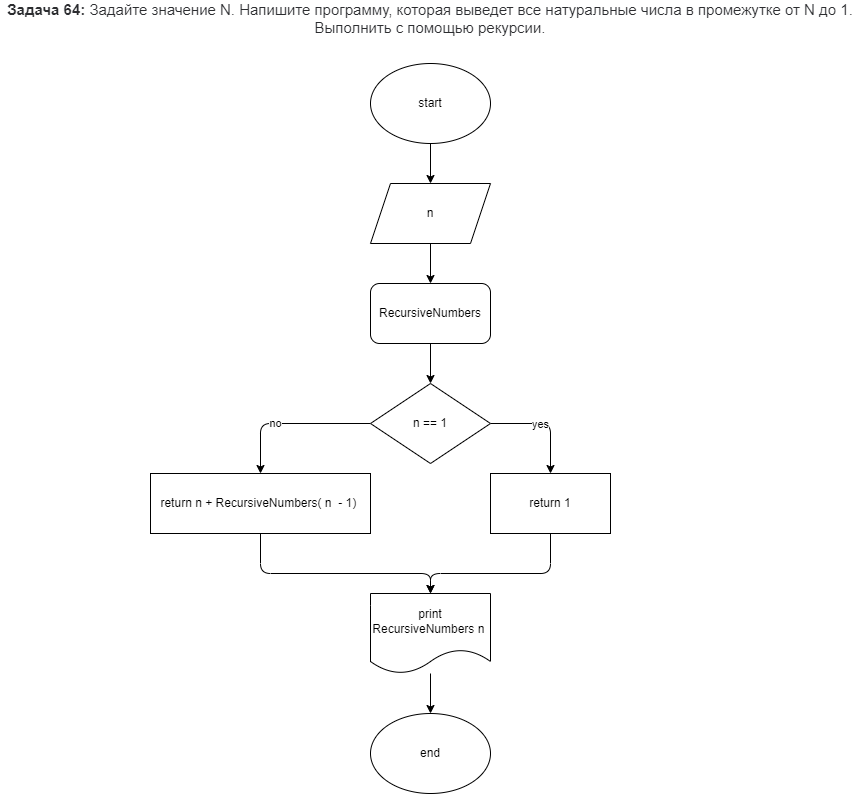 Задача 64: Задайте значение N. Напишите программу, которая выведет все натуральные числа в промежутке от N до 1.
Выполнить с помощью рекурсии.
start
n
RecursiveNumbers
n == 1
no
yes
return n + RecursiveNumbers( n  - 1)
return 1
print
RecursiveNumbers n
end